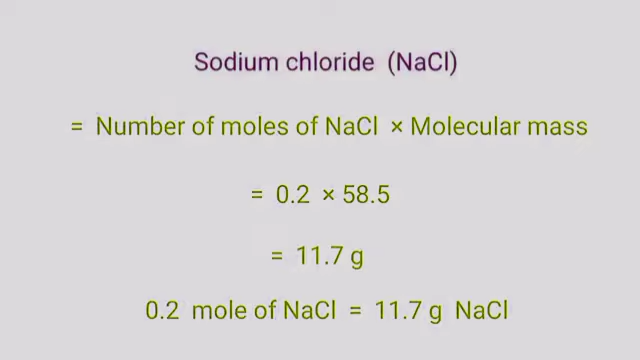 Sodium chloride (NaCl)
= Number of moles of NaCl × Molecular mass
= 0.2 × 58.5
= 11.7 g
0.2 mole of NaCl = 11.7 g NaCl